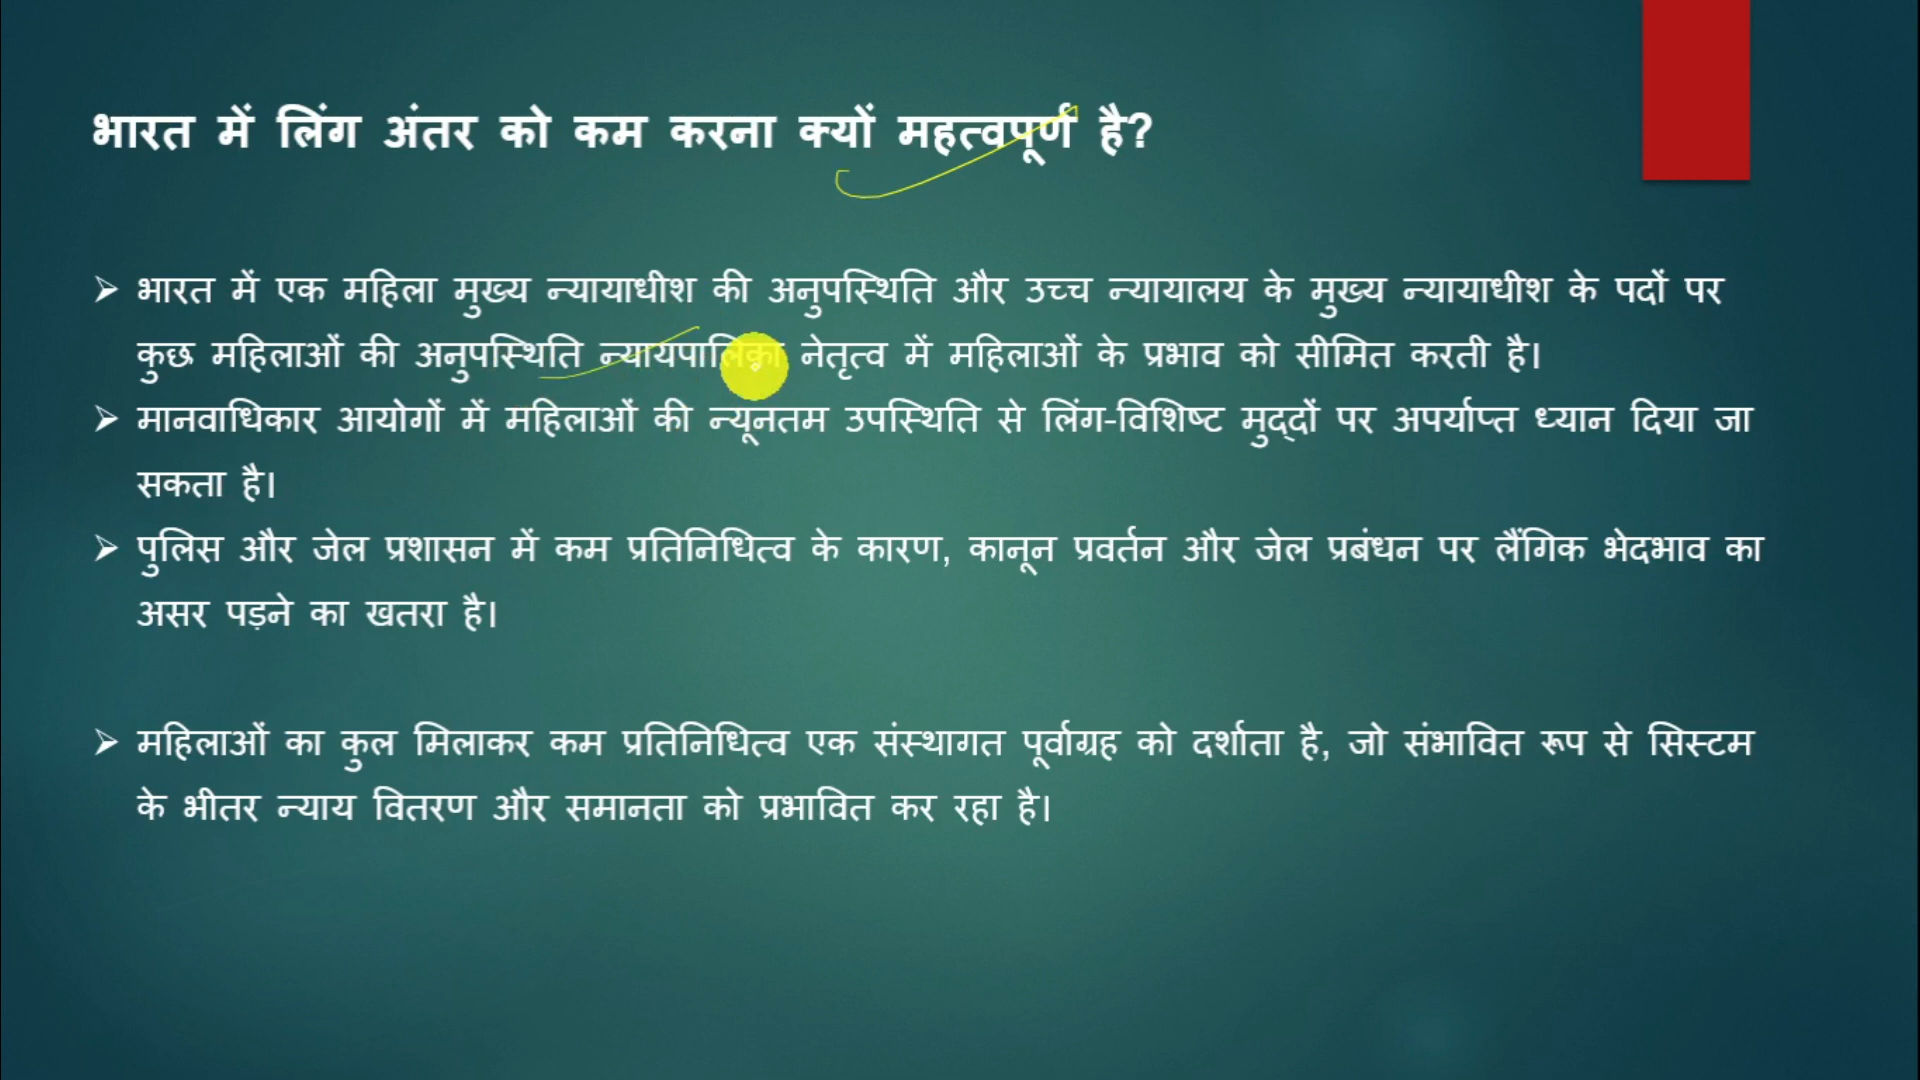 भारत में लिंग अंतर को कम करना क्यों महत्वपूर्ण है?
➢ भारत में एक महिला मुख्य न्यायाधीश की अनुपस्थिति और उच्च न्यायालय के मुख्य न्यायाधीश के पदों पर
कुछ महिलाओं की अनुपस्थिति न्यायपालिका नेतृत्व में महिलाओं के प्रभाव को सीमित करती है।
➢ मानवाधिकार आयोगों में महिलाओं की न्यूनतम उपस्थिति से लिंग-विशिष्ट मुद्दों पर अपर्याप्त ध्यान दिया जा
सकता है।
➢ पुलिस और जेल प्रशासन में कम प्रतिनिधित्व के कारण, कानून प्रवर्तन और जेल प्रबंधन पर लैंगिक भेदभाव का
असर पड़ने का खतरा है।
➢ महिलाओं का कुल मिलाकर कम प्रतिनिधित्व एक संस्थागत पूर्वाग्रह को दर्शाता है, जो संभावित रूप से सिस्टम
के भीतर न्याय वितरण और समानता को प्रभावित कर रहा है।